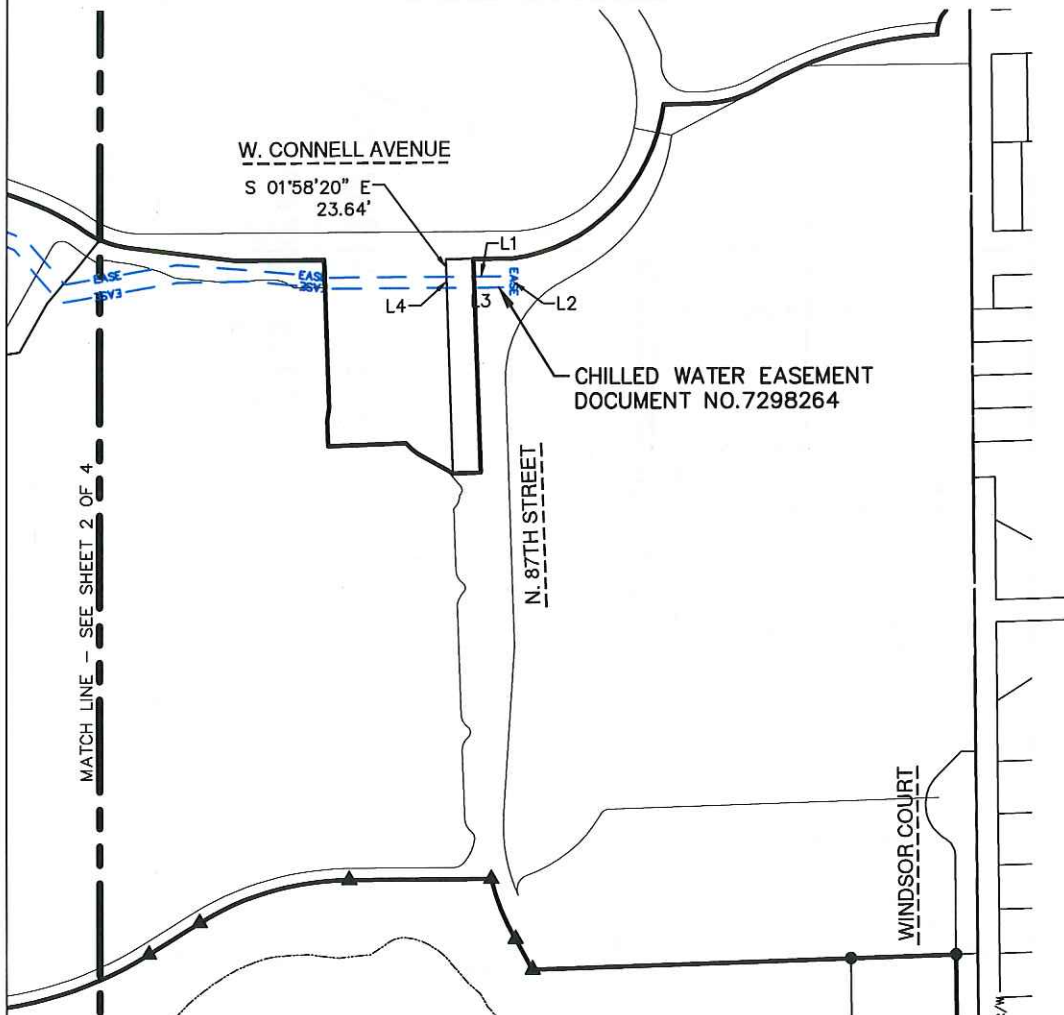 W. CONNELL AVENUE
S 01°58'20" E
23.64'
L1
EASE
EASE
EASE
EASE
EASE
L4
L3
L2
CHILLED WATER EASEMENT
DOCUMENT NO.7298264
MATCH LINE - SEE SHEET 2 OF 4
N. 87TH STREET
WINDSOR COURT